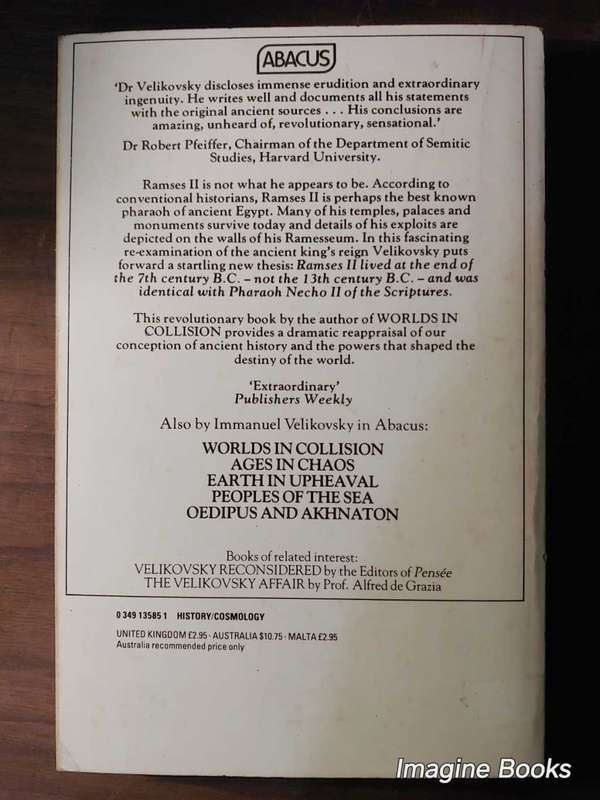 ABACUS
'Dr Velikovsky discloses immense erudition and extraordinary
ingenuity. He writes well and documents all his statements
with the original ancient sources . . . His conclusions are
amazing, unheard of, revolutionary, sensational.'
Dr Robert Pfeiffer, Chairman of the Department of Semitic
Studies, Harvard University.
Ramses II is not what he appears to be. According to
conventional historians, Ramses II is perhaps the best known
pharaoh of ancient Egypt. Many of his temples, palaces and
monuments survive today and details of his exploits are
depicted on the walls of his Ramesseum. In this fascinating
re-examination of the ancient king's reign Velikovsky puts
forward a startling new thesis: Ramses II lived at the end of
the 7th century B.C. – not the 13th century B.C. – and was
identical with Pharaoh Necho II of the Scriptures.
This revolutionary book by the author of WORLDS IN
COLLISION provides a dramatic reappraisal of our
conception of ancient history and the powers that shaped the
destiny of the world.
'Extraordinary'
Publishers Weekly
Also by Immanuel Velikovsky in Abacus:
WORLDS IN COLLISION
AGES IN CHAOS
EARTH IN UPHEAVAL
PEOPLES OF THE SEA
OEDIPUS AND AKHNATON
Books of related interest:
VELIKOVSKY RECONSIDERED by the Editors of Pensée
THE VELIKOVSKY AFFAIR by Prof. Alfred de Grazia
0 349 13585 1 HISTORY/COSMOLOGY
UNITED KINGDOM £2.95 · AUSTRALIA $10.75 · MALTA £2.95
Australia recommended price only
Imagine Books